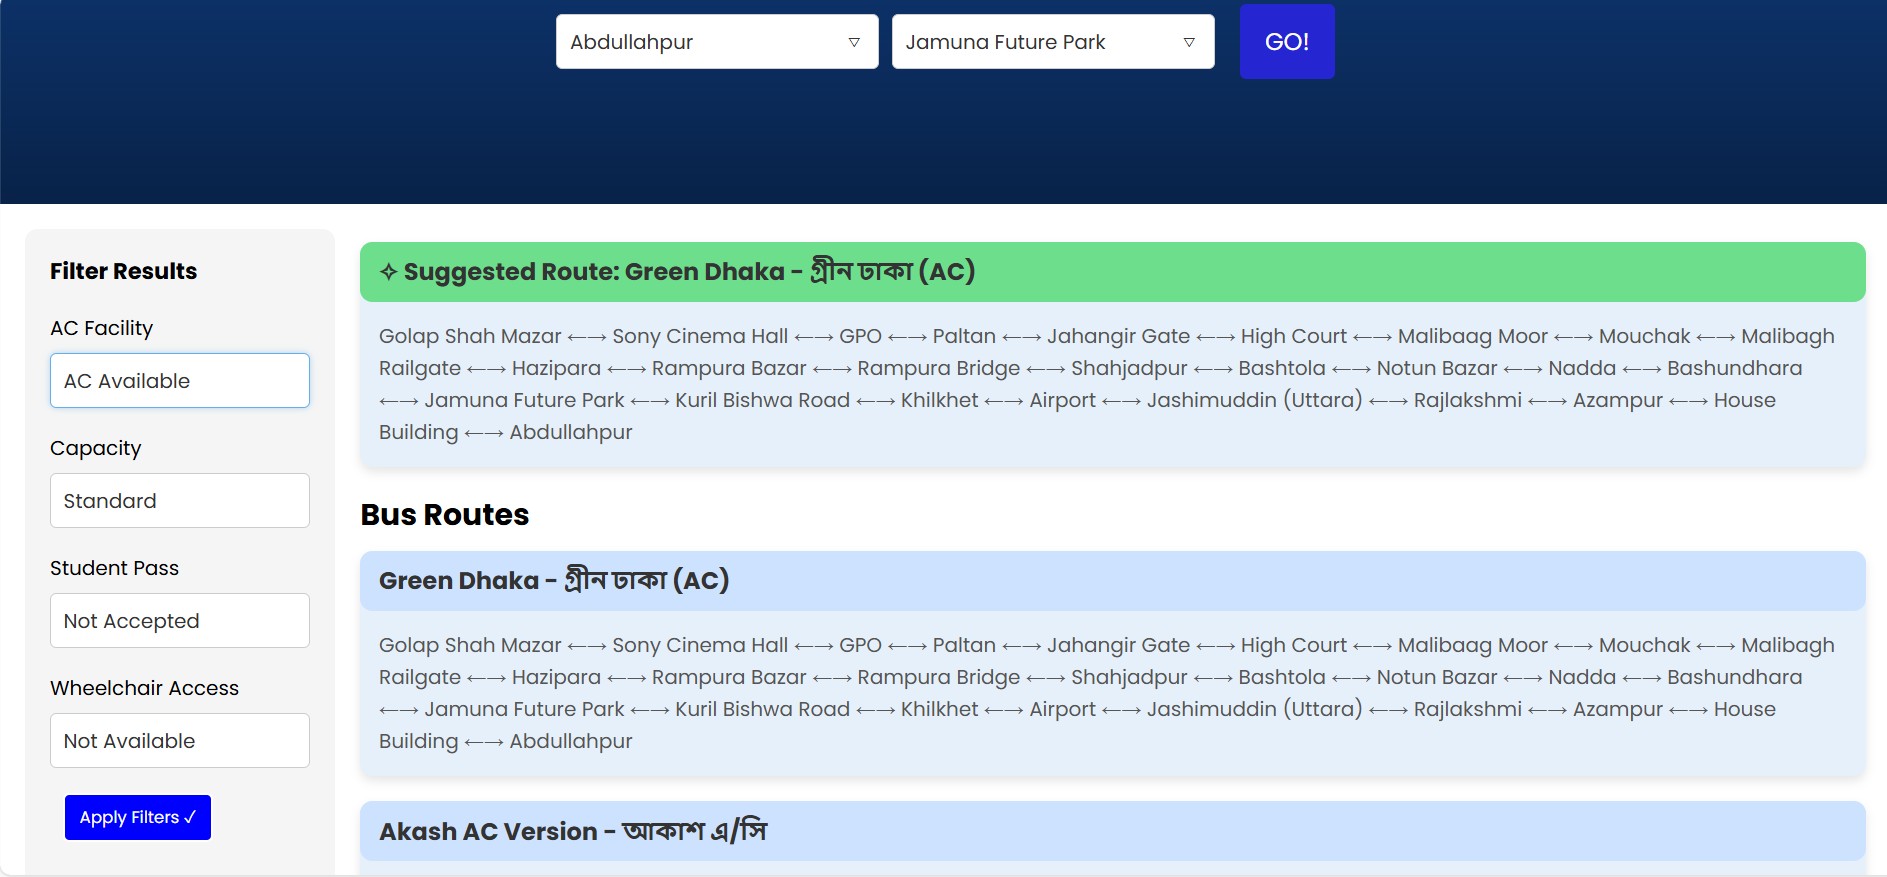 Abdullahpur ▽ Jamuna Future Park ▽ GO!
Filter Results
AC Facility
AC Available
Capacity
Standard
Student Pass
Not Accepted
Wheelchair Access
Not Available
Apply Filters ✓
✧ Suggested Route: Green Dhaka - গ্রীন ঢাকা (AC)
Golap Shah Mazar ⟵⟶ Sony Cinema Hall ⟵⟶ GPO ⟵⟶ Paltan ⟵⟶ Jahangir Gate ⟵⟶ High Court ⟵⟶ Malibaag Moor ⟵⟶ Mouchak ⟵⟶ Malibagh
Railgate ⟵⟶ Hazipara ⟵⟶ Rampura Bazar ⟵⟶ Rampura Bridge ⟵⟶ Shahjadpur ⟵⟶ Bashtola ⟵⟶ Notun Bazar ⟵⟶ Nadda ⟵⟶ Bashundhara
⟵⟶ Jamuna Future Park ⟵⟶ Kuril Bishwa Road ⟵⟶ Khilkhet ⟵⟶ Airport ⟵⟶ Jashimuddin (Uttara) ⟵⟶ Rajlakshmi ⟵⟶ Azampur ⟵⟶ House
Building ⟵⟶ Abdullahpur
Bus Routes
Green Dhaka - গ্রীন ঢাকা (AC)
Golap Shah Mazar ⟵⟶ Sony Cinema Hall ⟵⟶ GPO ⟵⟶ Paltan ⟵⟶ Jahangir Gate ⟵⟶ High Court ⟵⟶ Malibaag Moor ⟵⟶ Mouchak ⟵⟶ Malibagh
Railgate ⟵⟶ Hazipara ⟵⟶ Rampura Bazar ⟵⟶ Rampura Bridge ⟵⟶ Shahjadpur ⟵⟶ Bashtola ⟵⟶ Notun Bazar ⟵⟶ Nadda ⟵⟶ Bashundhara
⟵⟶ Jamuna Future Park ⟵⟶ Kuril Bishwa Road ⟵⟶ Khilkhet ⟵⟶ Airport ⟵⟶ Jashimuddin (Uttara) ⟵⟶ Rajlakshmi ⟵⟶ Azampur ⟵⟶ House
Building ⟵⟶ Abdullahpur
Akash AC Version - আকাশ এ/সি